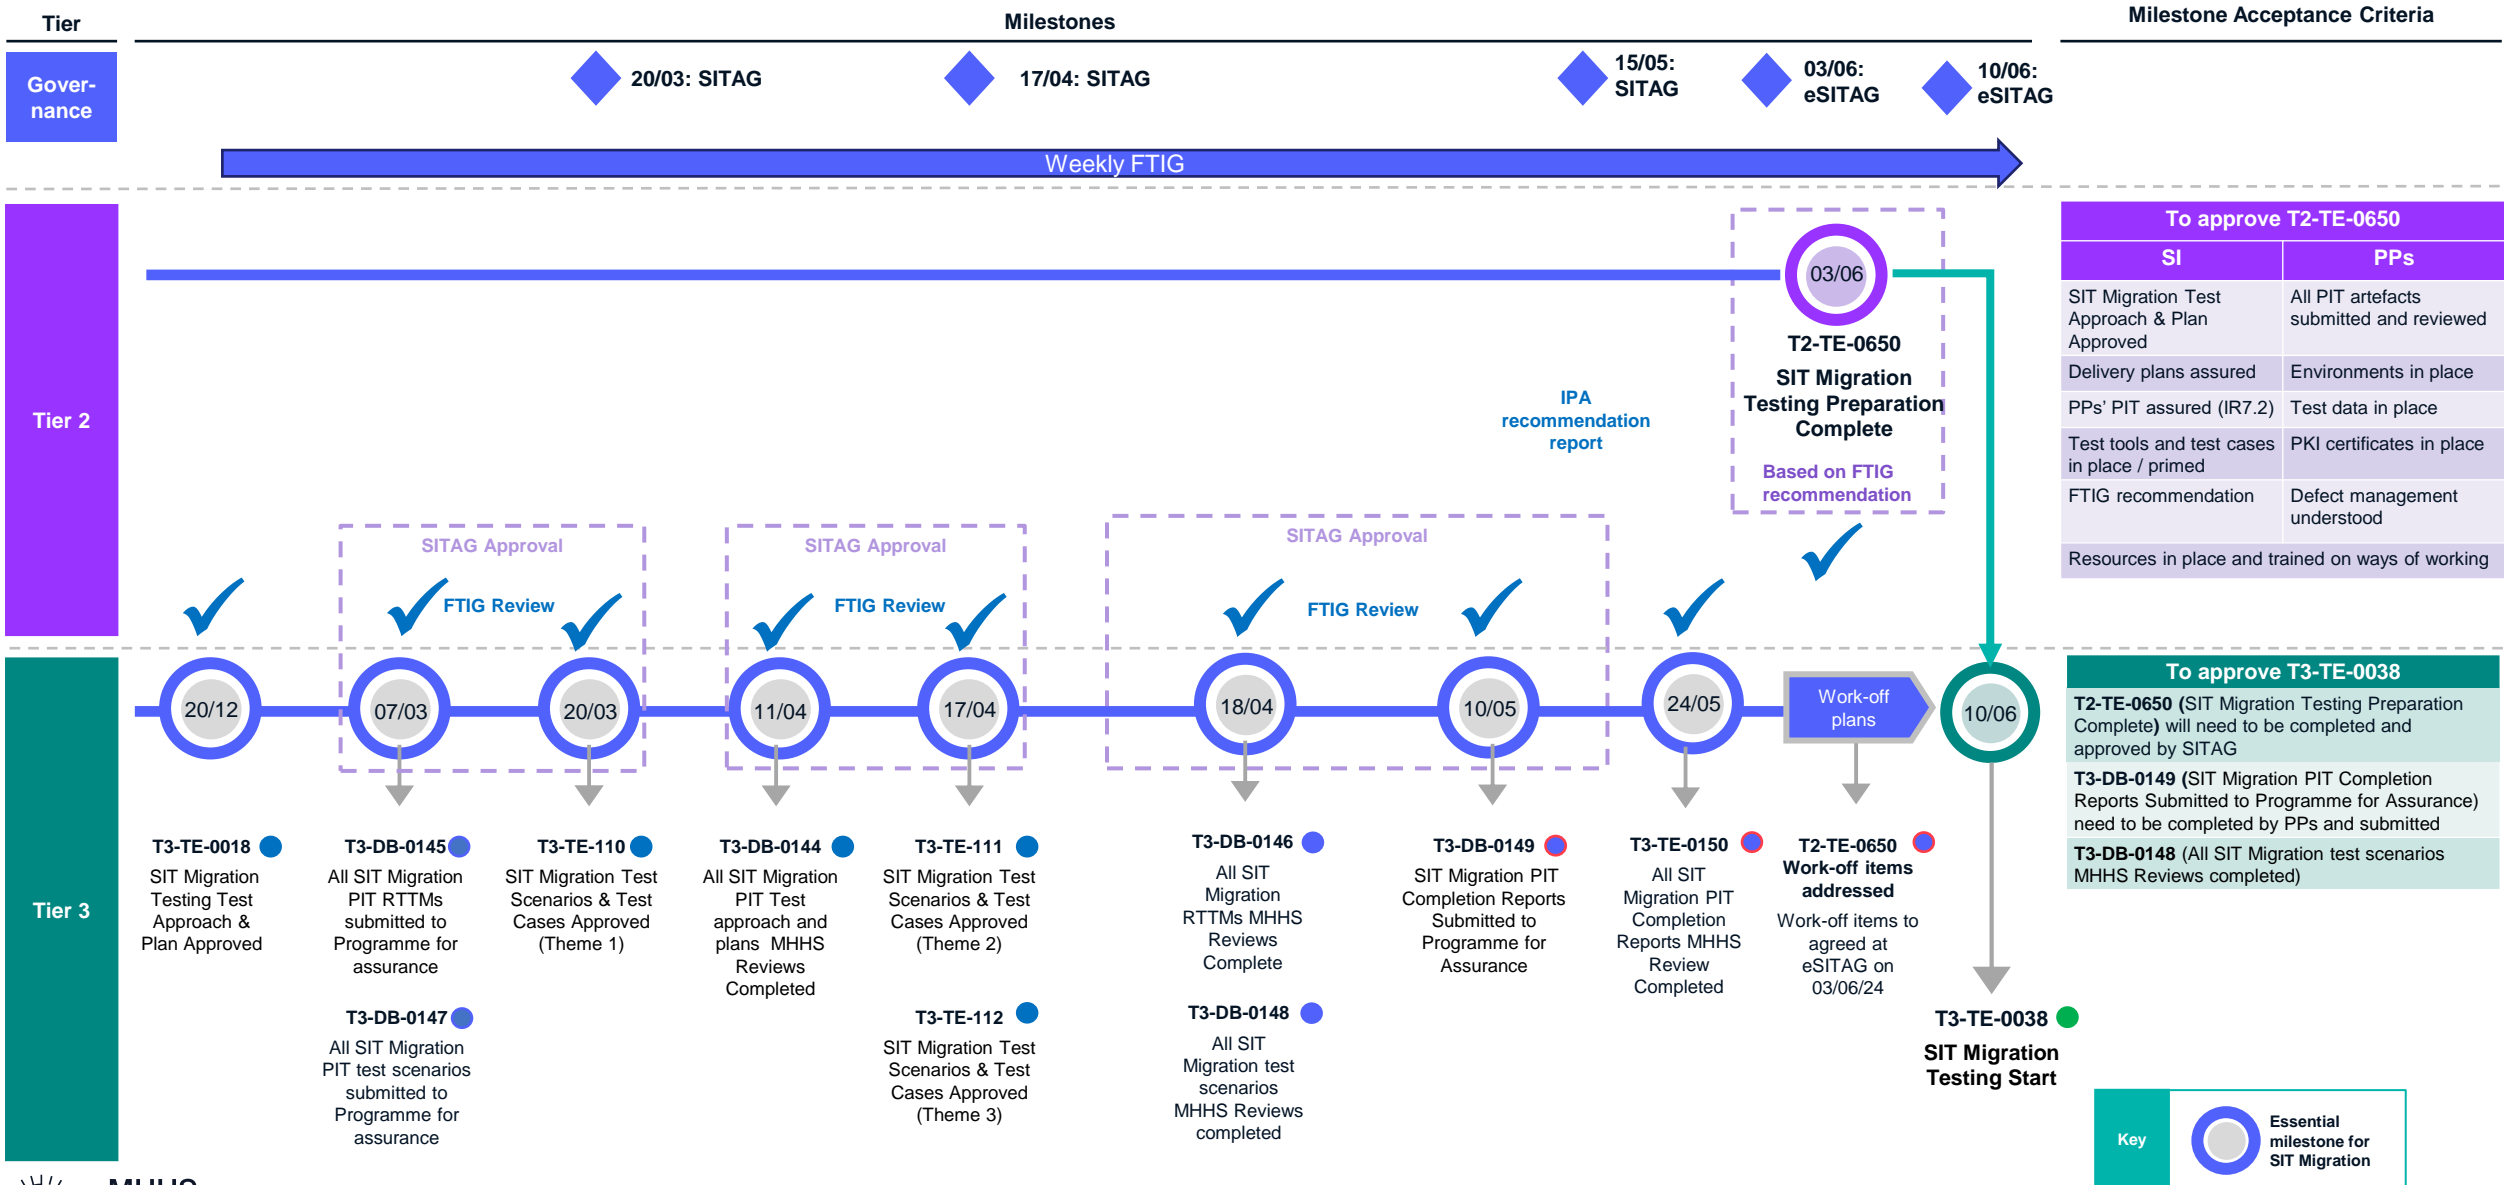 Tier
Milestones
Milestone Acceptance Criteria
Gover-
nance
20/03: SITAG
17/04: SITAG
15/05:
SITAG
03/06:
eSITAG
10/06:
eSITAG
Weekly FTIG
Tier 2
03/06
T2-TE-0650
SIT Migration
Testing Preparation
Complete
Based on FTIG
recommendation
IPA
recommendation
report
SITAG Approval
FTIG Review
SITAG Approval
FTIG Review
SITAG Approval
FTIG Review
To approve T2-TE-0650
SI
PPs
SIT Migration Test
Approach & Plan
Approved
All PIT artefacts
submitted and reviewed
Delivery plans assured
Environments in place
PPs' PIT assured (IR7.2)
Test data in place
Test tools and test cases
in place / primed
PKI certificates in place
FTIG recommendation
Defect management
understood
Resources in place and trained on ways of working
Tier 3
20/12
07/03
20/03
11/04
17/04
18/04
10/05
24/05
Work-off
plans
10/06
T3-TE-0018
SIT Migration
Testing Test
Approach &
Plan Approved
T3-DB-0145
All SIT Migration
PIT RTTMs
submitted to
Programme for
assurance
T3-DB-0147
All SIT Migration
PIT test scenarios
submitted to
Programme for
assurance
T3-TE-110
SIT Migration Test
Scenarios & Test
Cases Approved
(Theme 1)
T3-DB-0144
All SIT Migration
PIT Test
approach and
plans MHHS
Reviews
Completed
T3-TE-111
SIT Migration Test
Scenarios & Test
Cases Approved
(Theme 2)
T3-TE-112
SIT Migration Test
Scenarios & Test
Cases Approved
(Theme 3)
T3-DB-0146
All SIT
Migration
RTTMs MHHS
Reviews
Complete
T3-DB-0148
All SIT
Migration test
scenarios
MHHS Reviews
completed
T3-DB-0149
SIT Migration PIT
Completion Reports
Submitted to
Programme for
Assurance
T3-TE-0150
All SIT
Migration PIT
Completion
Reports MHHS
Review
Completed
T2-TE-0650
Work-off items
addressed
Work-off items to
agreed at
eSITAG on
03/06/24
T3-TE-0038
SIT Migration
Testing Start
To approve T3-TE-0038
T2-TE-0650 (SIT Migration Testing Preparation
Complete) will need to be completed and
approved by SITAG
T3-DB-0149 (SIT Migration PIT Completion
Reports Submitted to Programme for Assurance)
need to be completed by PPs and submitted
T3-DB-0148 (All SIT Migration test scenarios
MHHS Reviews completed)
Key
Essential
milestone for
SIT Migration
MHHS